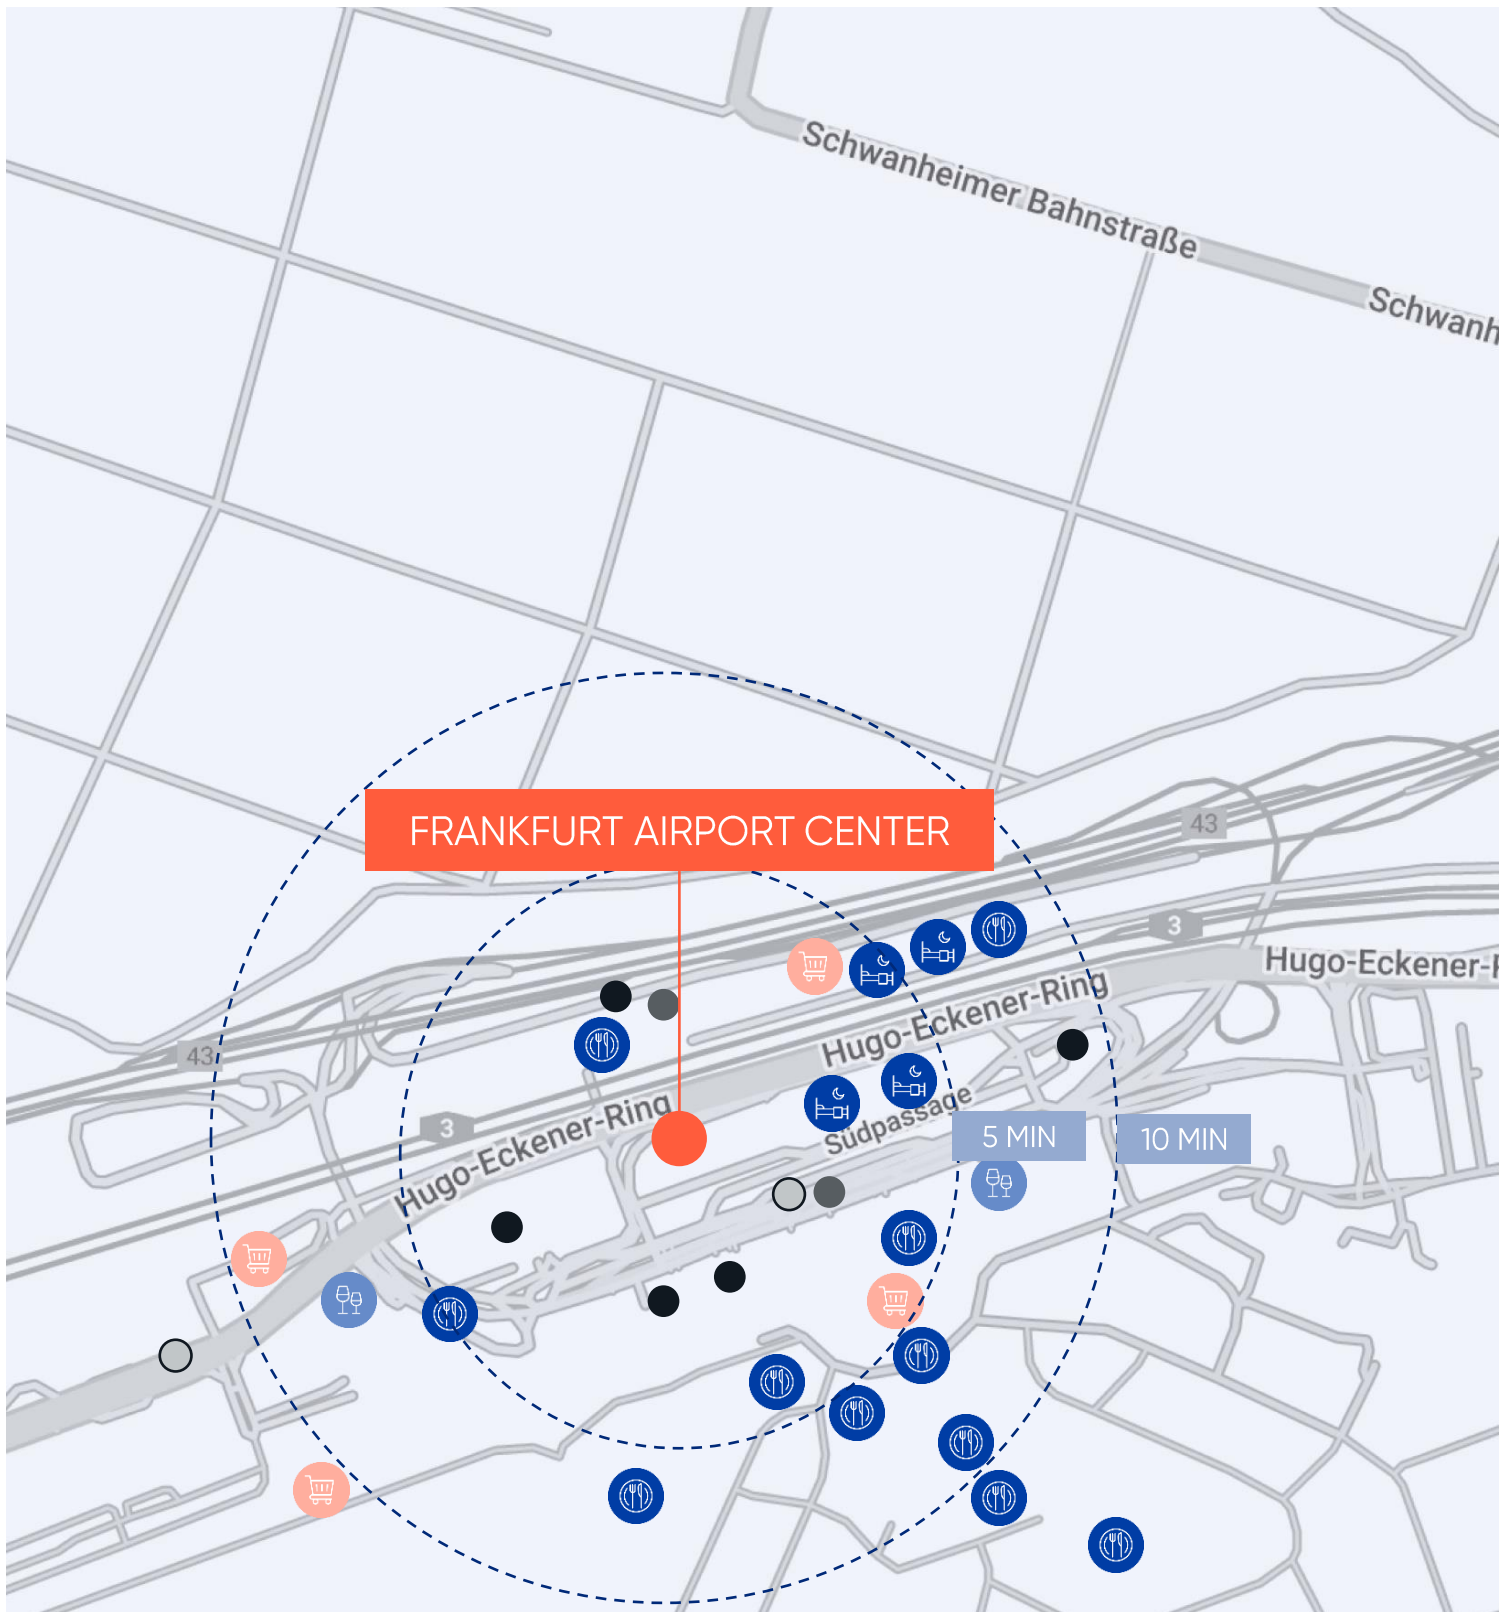 Schwanheimer Bahnstraße
Schwanh
FRANKFURT AIRPORT CENTER
43
3
Hugo-Eckener-R
Hugo-Eckener-Ring
43
3
Hugo-Eckener-Ring
Südpassage
5 MIN
10 MIN